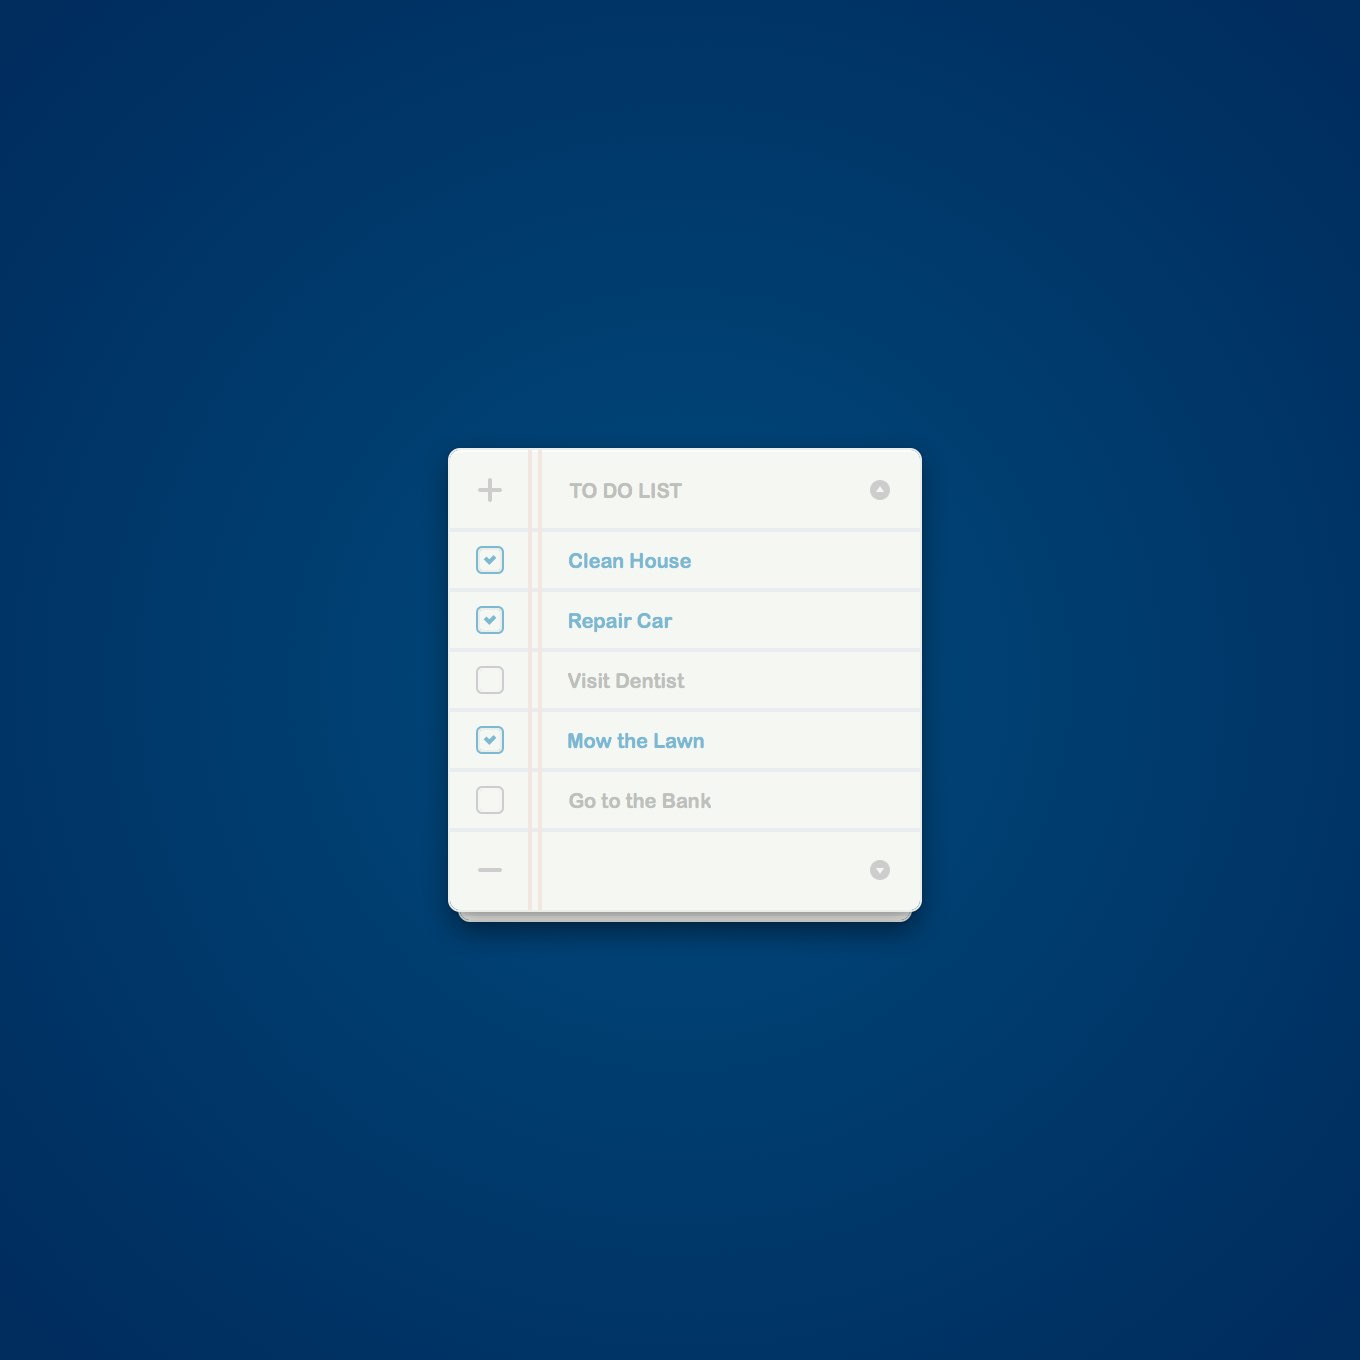 TO DO LIST
Clean House
Repair Car
Visit Dentist
Mow the Lawn
Go to the Bank